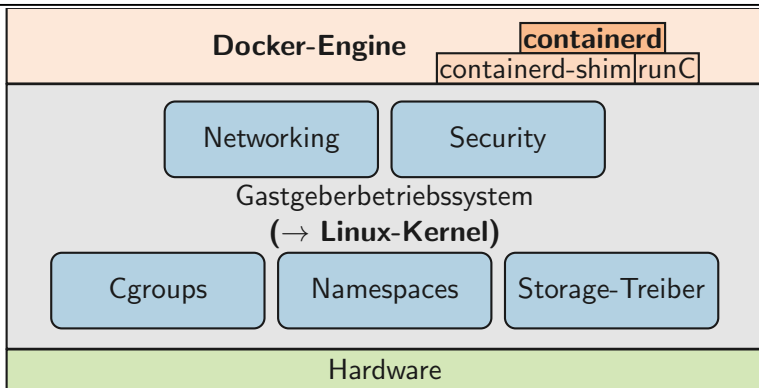 containerd
Docker-Engine
containerd-shim runC
Networking Security
Gastgeberbetriebssystem
(→ Linux-Kernel)
Cgroups Namespaces Storage-Treiber
Hardware